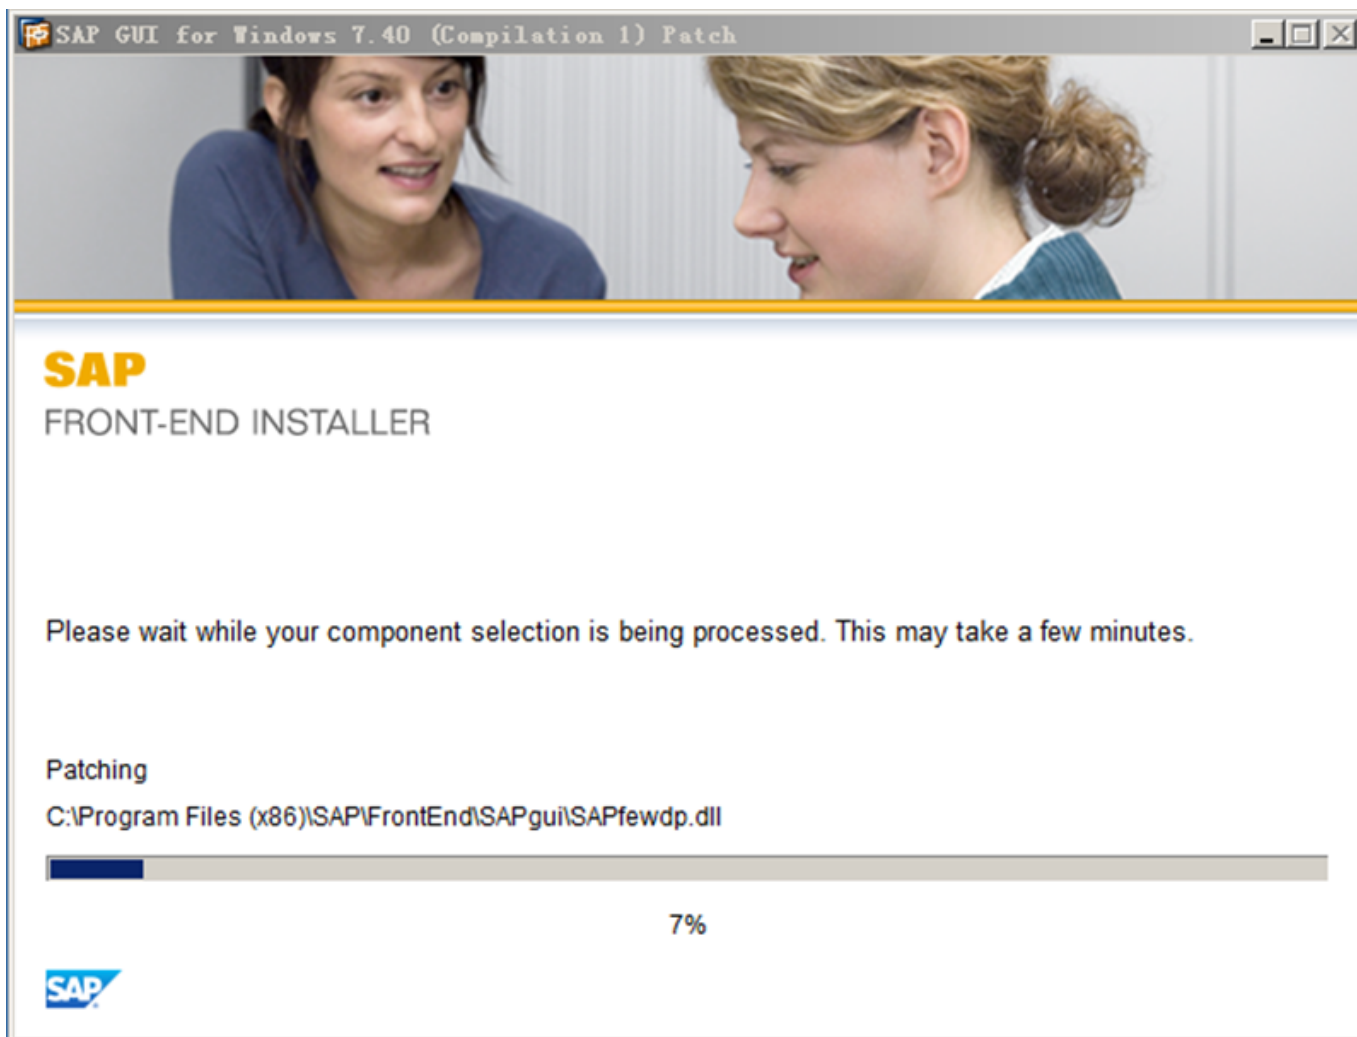 SAP GUI for Windows 7.40 (Compilation 1) Patch
SAP
FRONT-END INSTALLER
Please wait while your component selection is being processed. This may take a few minutes.
Patching
C:\Program Files (x86)\SAP\FrontEnd\SAPgui\SAPfewdp.dll
7%
SAP